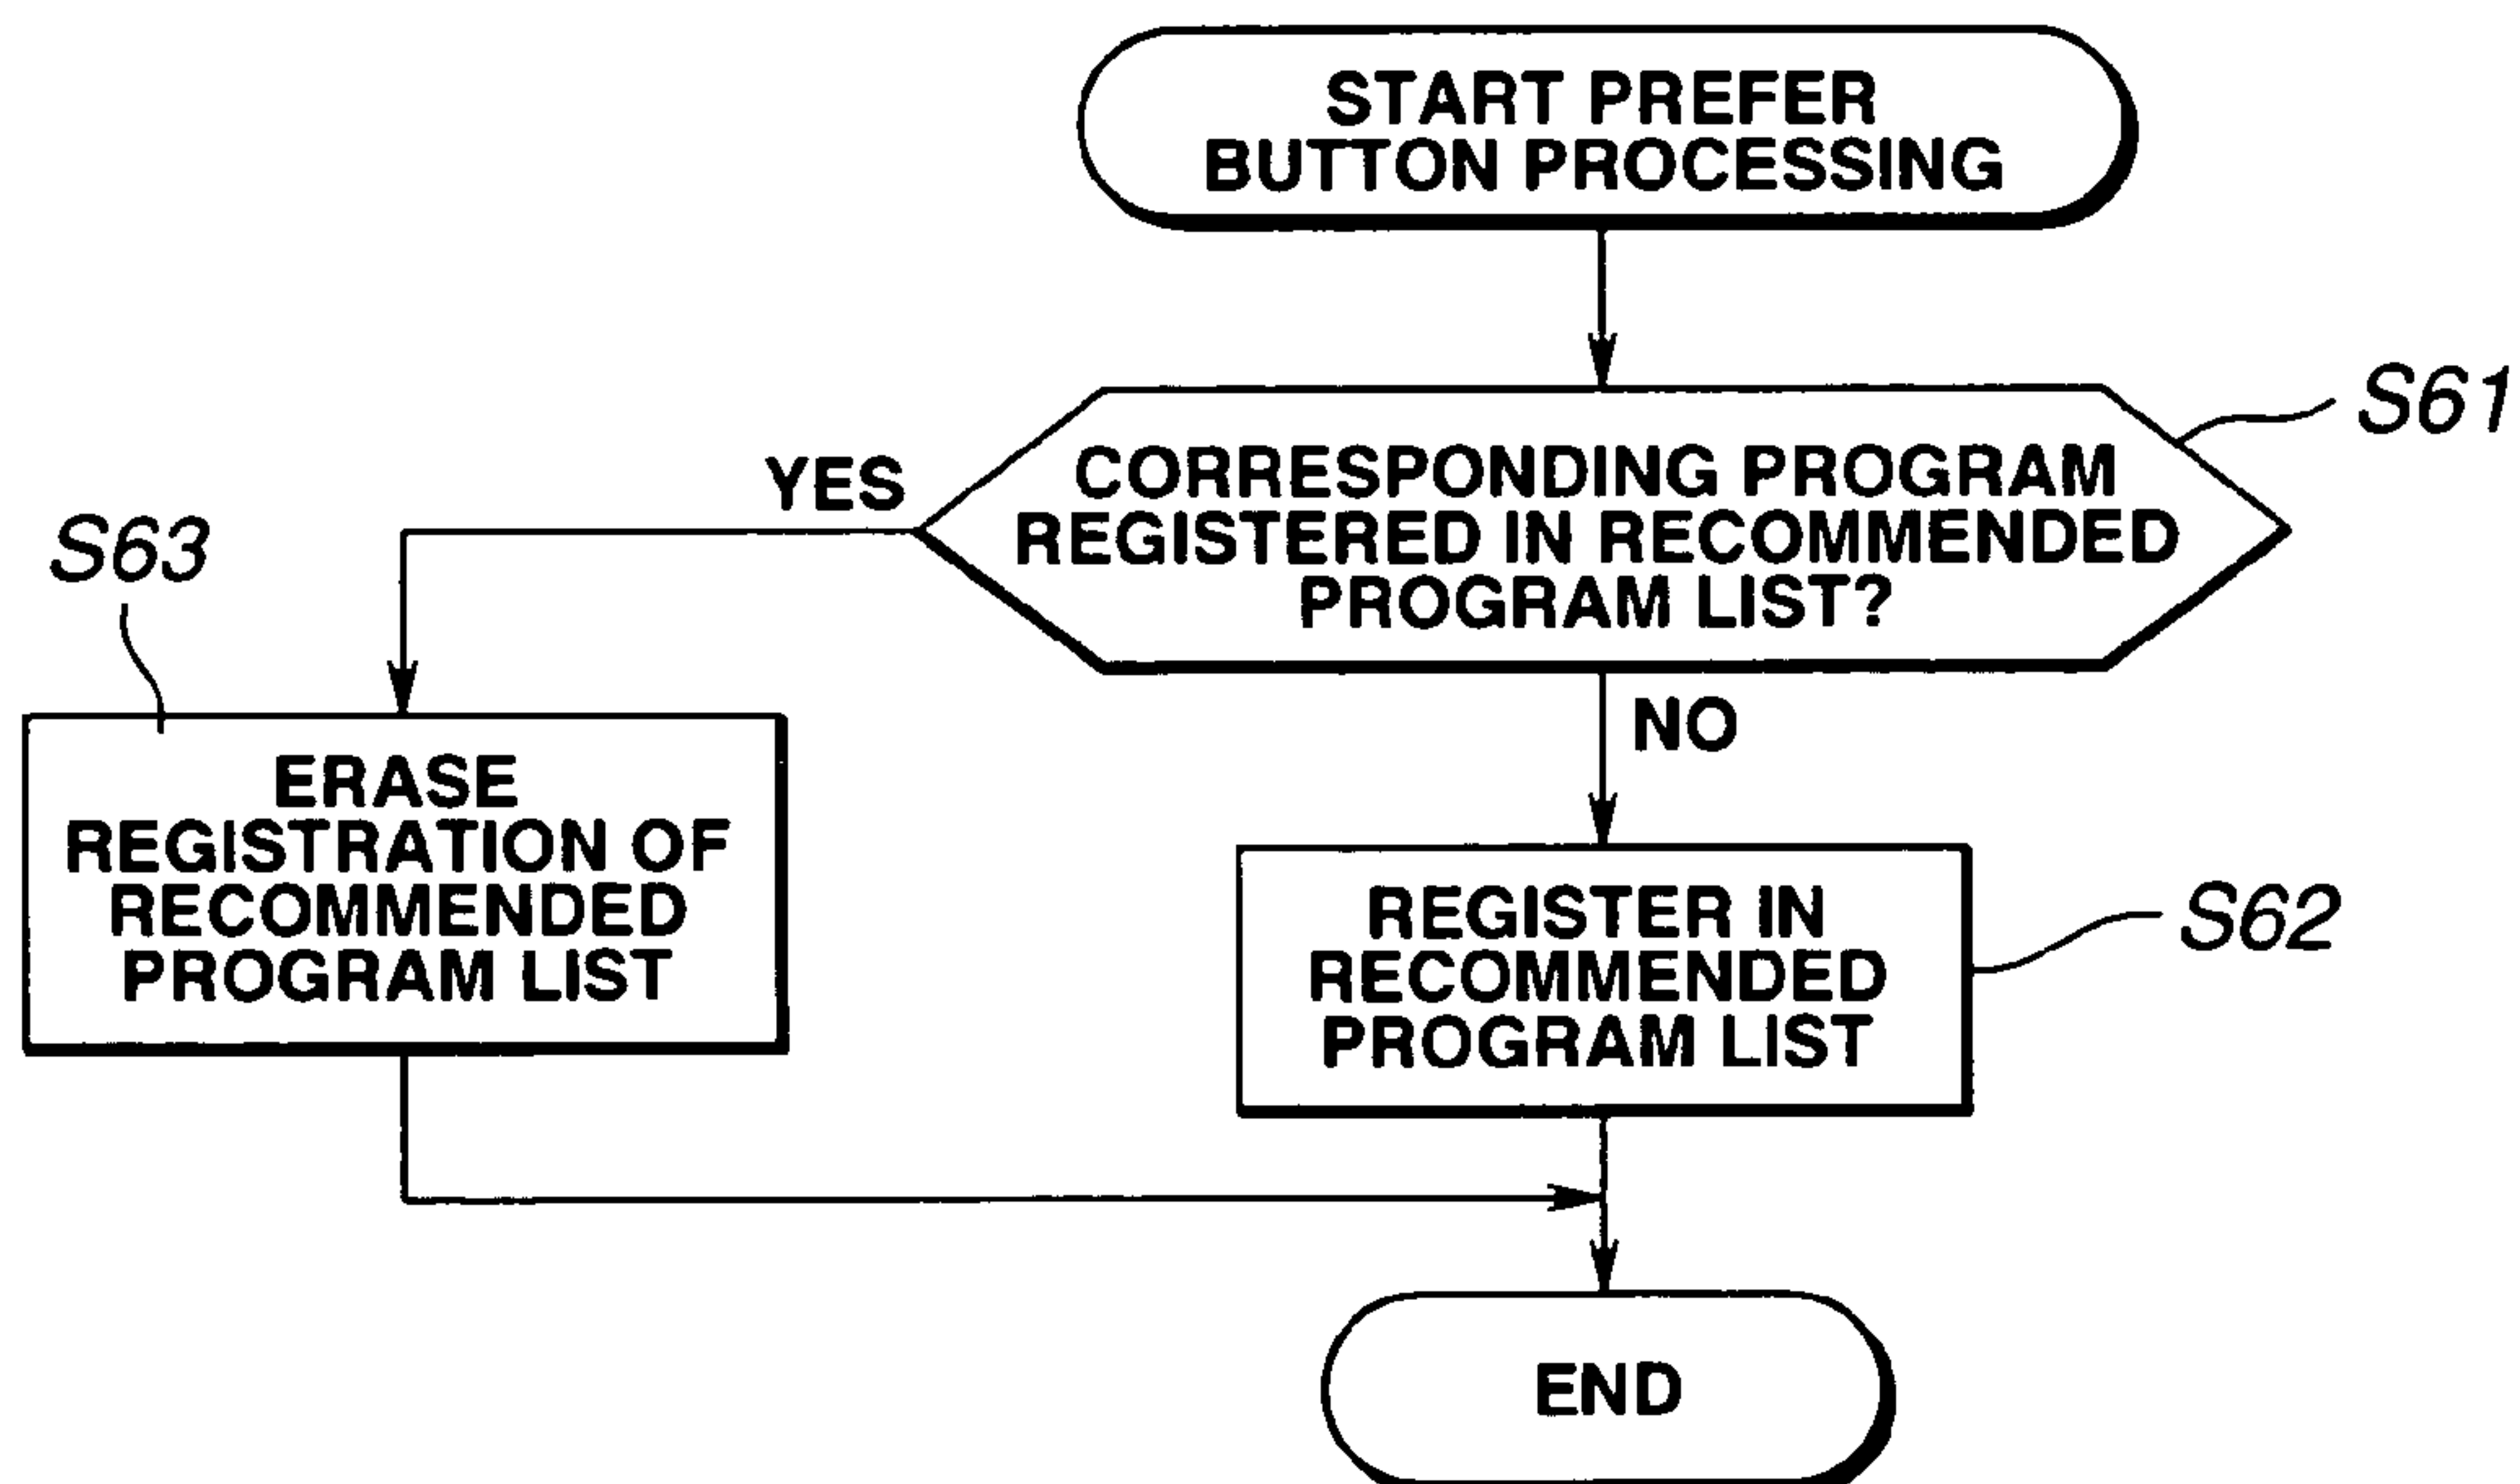 START PREFER
BUTTON PROCESSING
S61
CORRESPONDING PROGRAM
REGISTERED IN RECOMMENDED
PROGRAM LIST?
YES
NO
S63
ERASE
REGISTRATION OF
RECOMMENDED
PROGRAM LIST
REGISTER IN
RECOMMENDED
PROGRAM LIST
S62
END